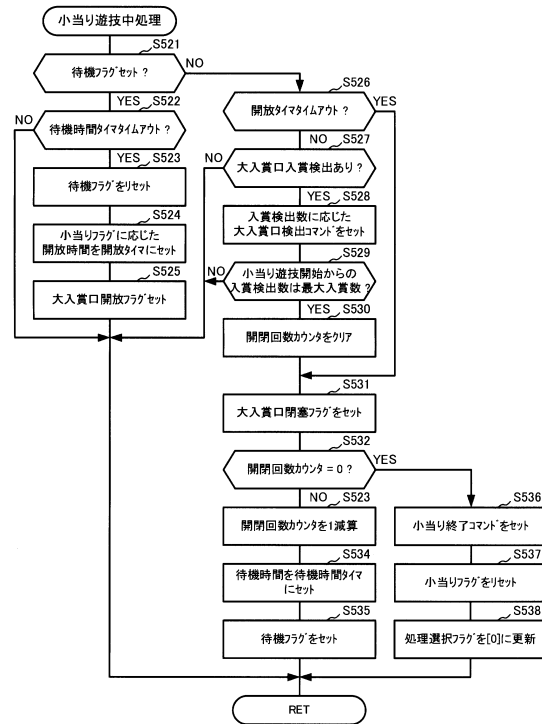 小当り遊技中処理
S521
待機フラグセット ?
NO
YES
S522
NO
待機時間タイマタイムアウト ?
YES
S523
待機フラグをリセット
S524
小当りフラグに応じた
開放時間を開放タイマにセット
S525
大入賞口開放フラグセット
S526
開放タイマタイムアウト ?
YES
NO
S527
NO
大入賞口入賞検出あり ?
YES
S528
入賞検出数に応じた
大入賞口検出コマンドをセット
S529
NO
小当り遊技開始からの
入賞検出数は最大入賞数 ?
YES
S530
開閉回数カウンタをクリア
S531
大入賞口閉塞フラグをセット
S532
開閉回数カウンタ = 0 ?
YES
NO
S523
開閉回数カウンタを1減算
S534
待機時間を待機時間タイマ
にセット
S535
待機フラグをセット
S536
小当り終了コマンドをセット
S537
小当りフラグをリセット
S538
処理選択フラグを[0]に更新
RET